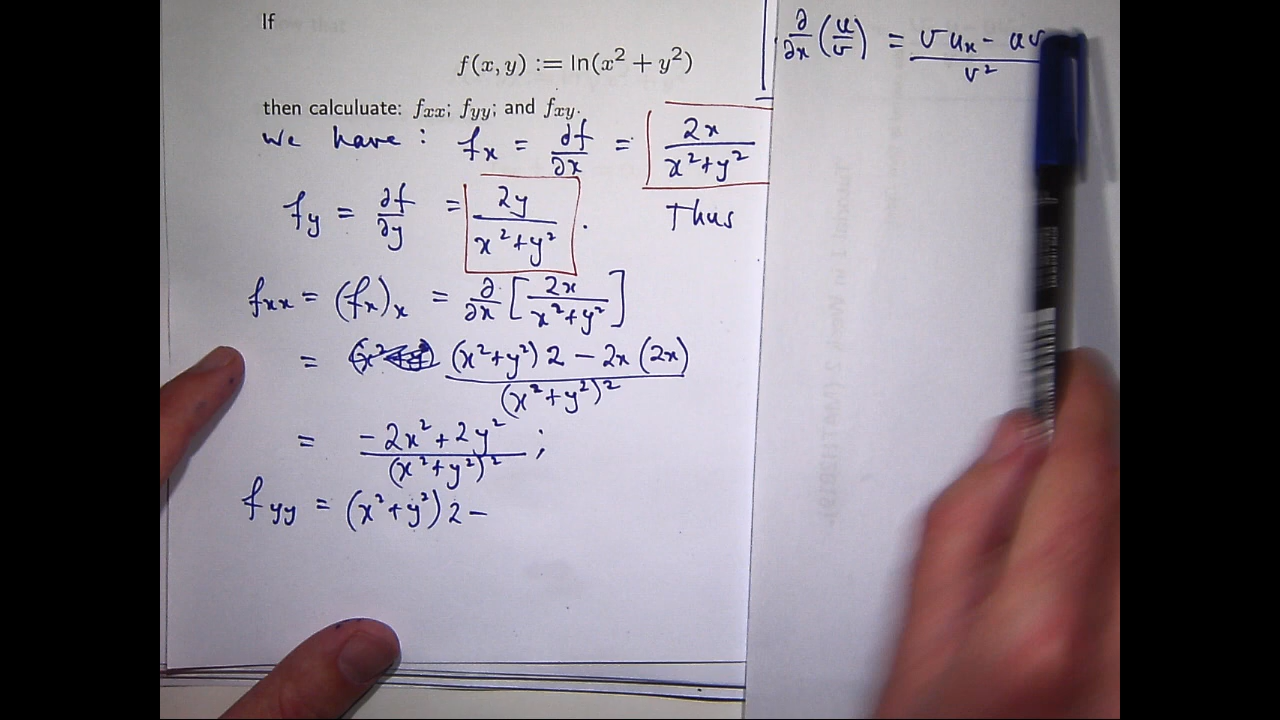 If
f(x, y) := ln(x² + y²)
then calculuate: fxx; fyy; and fxy.
We have : fx = ∂f/∂x = 2x/(x²+y²)
fy = ∂f/∂y = 2y/(x²+y²) . Thus
fxx = (fx)x = ∂/∂x [2x/(x²+y²)]
= (x²+y²)2 − 2x(2x)/(x²+y²)²
= −2x²+2y²/(x²+y²)² ;
fyy = (x²+y²)2 −
∂/∂x (u/v) = v ux − uv/v²